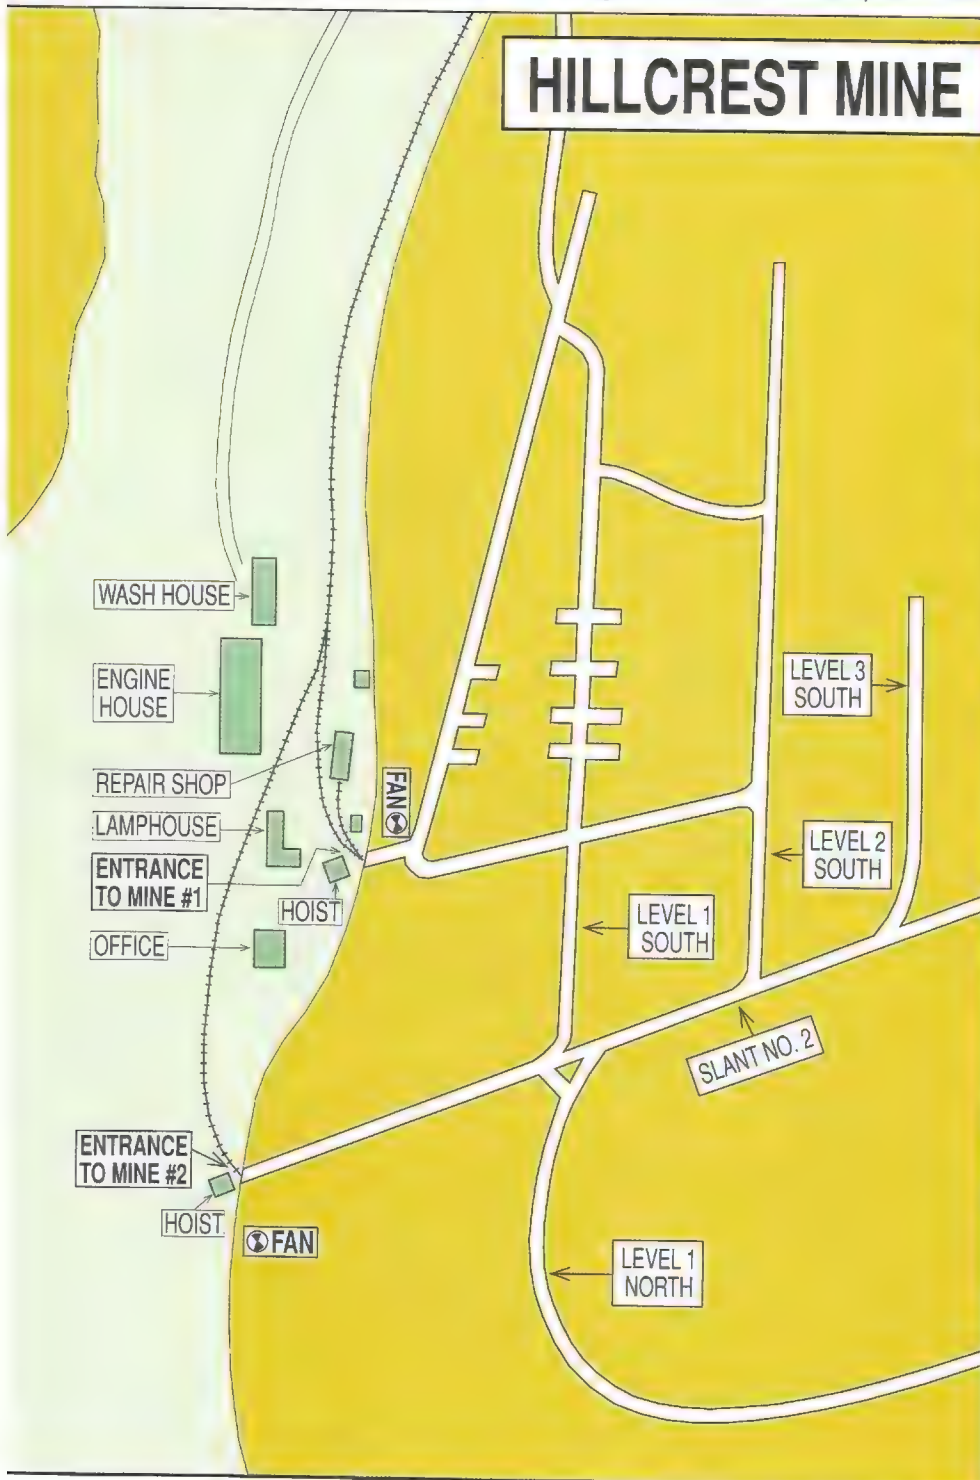 HILLCREST MINE
WASH HOUSE
ENGINE
HOUSE
REPAIR SHOP
LAMPHOUSE
ENTRANCE
TO MINE #1
HOIST
OFFICE
FAN
LEVEL 3
SOUTH
LEVEL 2
SOUTH
LEVEL 1
SOUTH
SLANT NO. 2
ENTRANCE
TO MINE #2
HOIST
FAN
LEVEL 1
NORTH